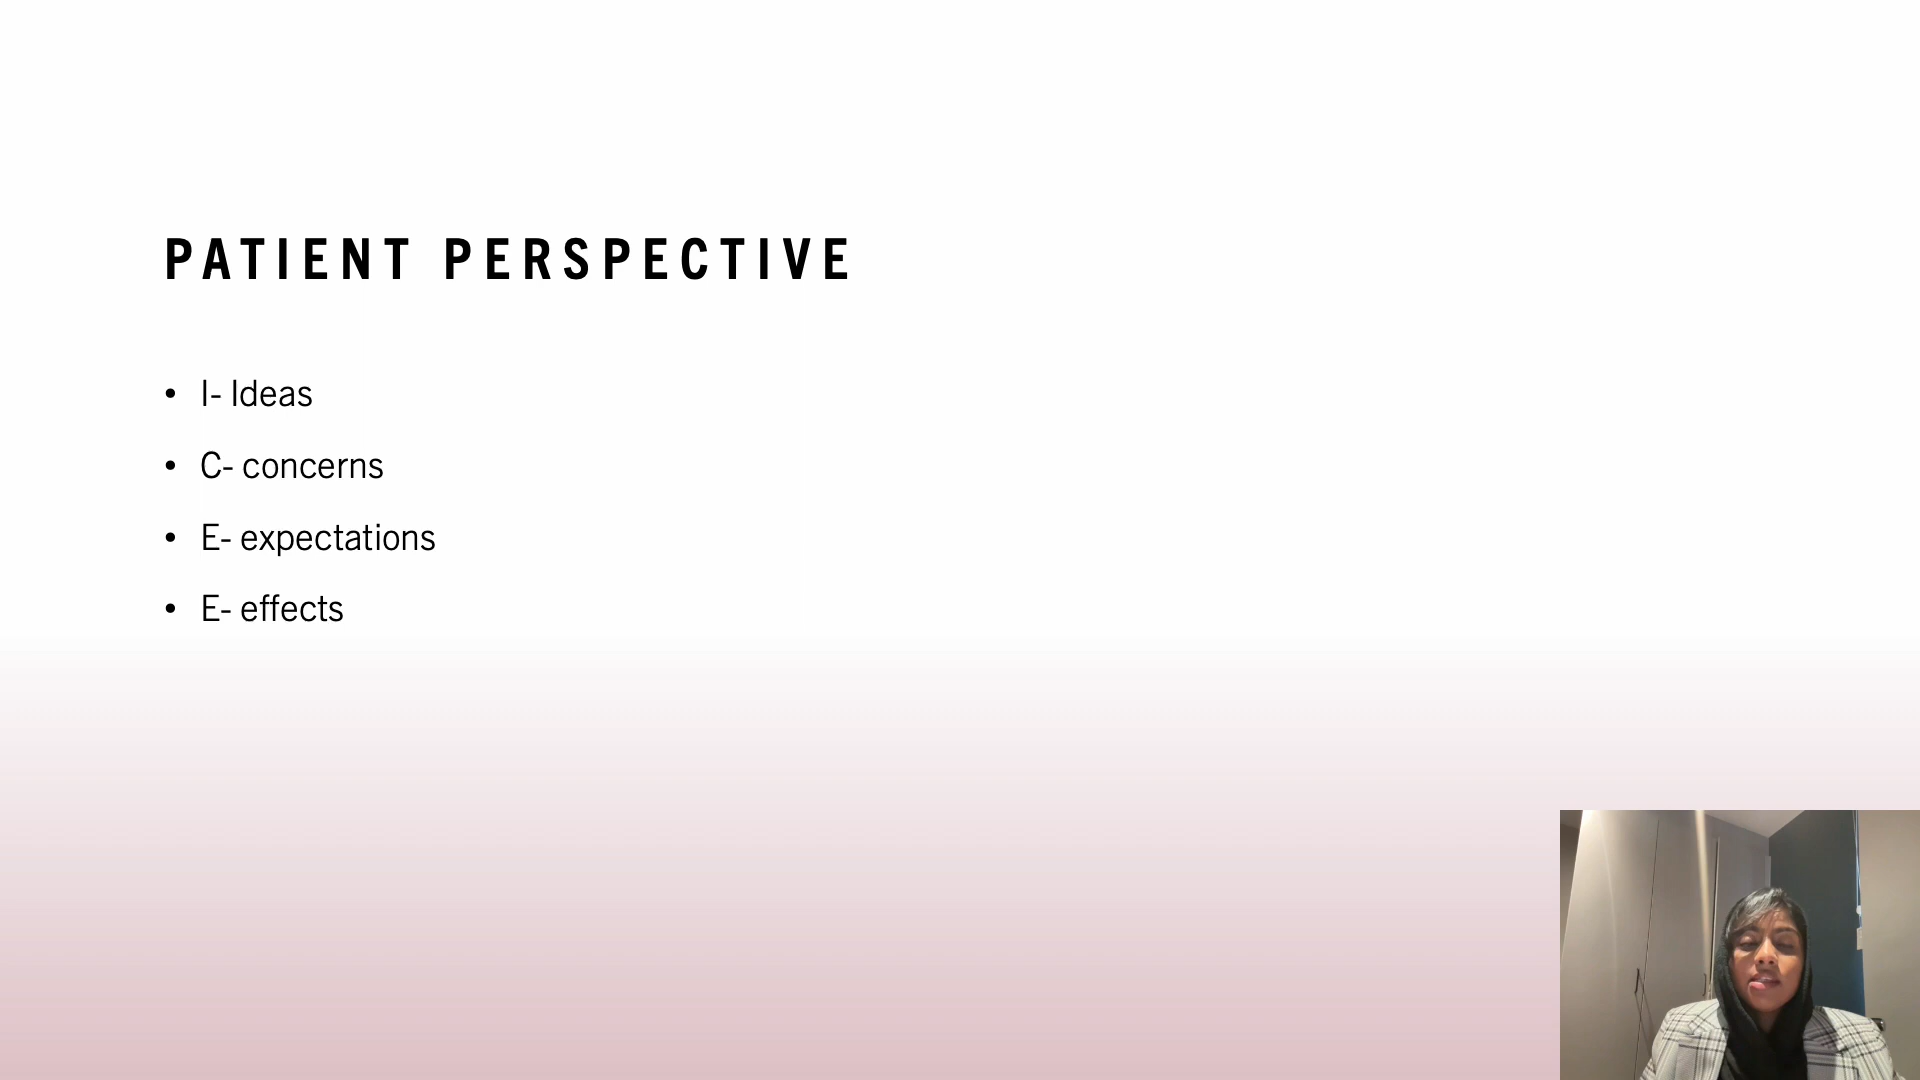 PATIENT PERSPECTIVE
• I- Ideas
• C- concerns
• E- expectations
• E- effects